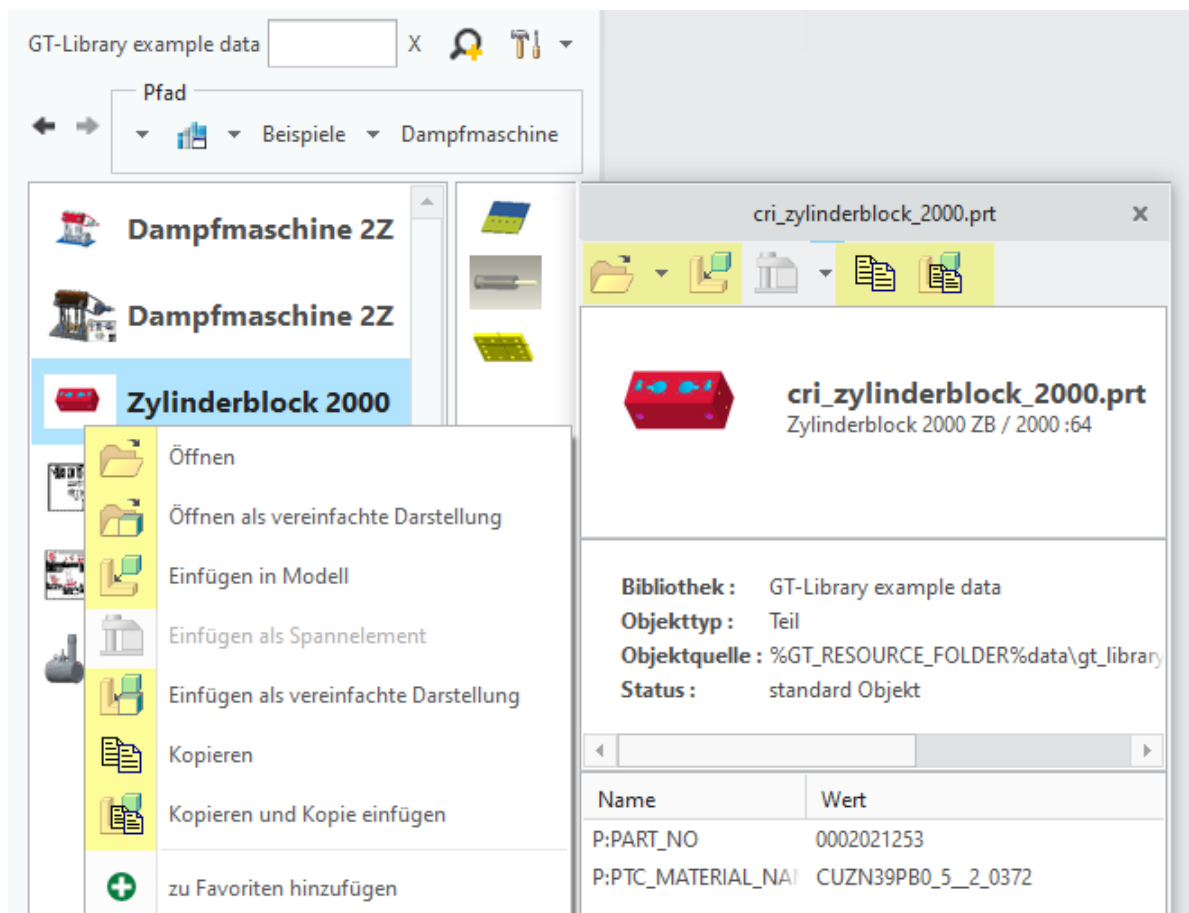 GT-Library example data X
Pfad
Beispiele Dampfmaschine
Dampfmaschine 2Z
Dampfmaschine 2Z
Zylinderblock 2000
Öffnen
Öffnen als vereinfachte Darstellung
Einfügen in Modell
Einfügen als Spannelement
Einfügen als vereinfachte Darstellung
Kopieren
Kopieren und Kopie einfügen
zu Favoriten hinzufügen
cri_zylinderblock_2000.prt
cri_zylinderblock_2000.prt
Zylinderblock 2000 ZB / 2000 :64
Bibliothek : GT-Library example data
Objekttyp : Teil
Objektquelle : %GT_RESOURCE_FOLDER%data\gt_library
Status : standard Objekt
Name Wert
P:PART_NO 0002021253
P:PTC_MATERIAL_NA CUZN39PB0_5__2_0372